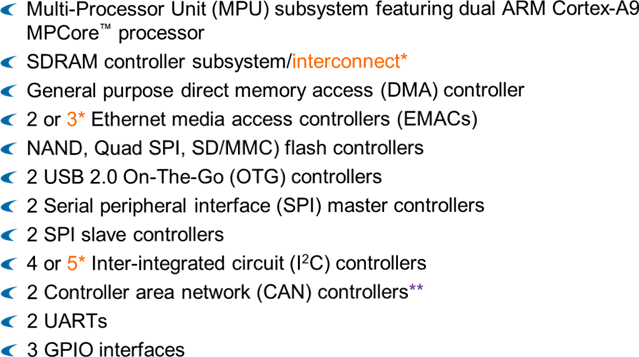 Multi-Processor Unit (MPU) subsystem featuring dual ARM Cortex-A9
MPCore™ processor
SDRAM controller subsystem/interconnect*
General purpose direct memory access (DMA) controller
2 or 3* Ethernet media access controllers (EMACs)
NAND, Quad SPI, SD/MMC) flash controllers
2 USB 2.0 On-The-Go (OTG) controllers
2 Serial peripheral interface (SPI) master controllers
2 SPI slave controllers
4 or 5* Inter-integrated circuit (I²C) controllers
2 Controller area network (CAN) controllers**
2 UARTs
3 GPIO interfaces